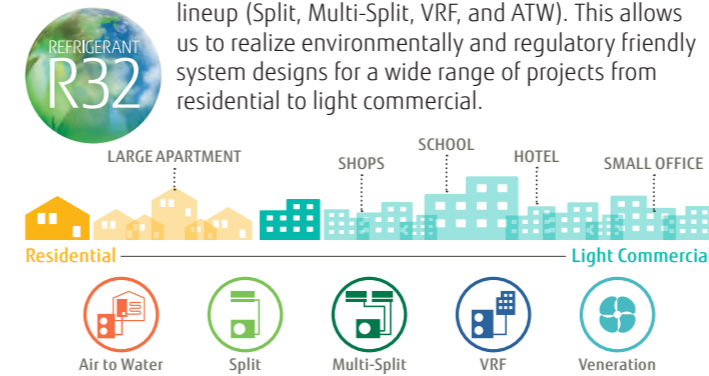 lineup (Split, Multi-Split, VRF, and ATW). This allows
us to realize environmentally and regulatory friendly
system designs for a wide range of projects from
residential to light commercial.
REFRIGERANT
R32
LARGE APARTMENT
SHOPS
SCHOOL
HOTEL
SMALL OFFICE
Residential
Light Commercia
Air to Water
Split
Multi-Split
VRF
Veneration